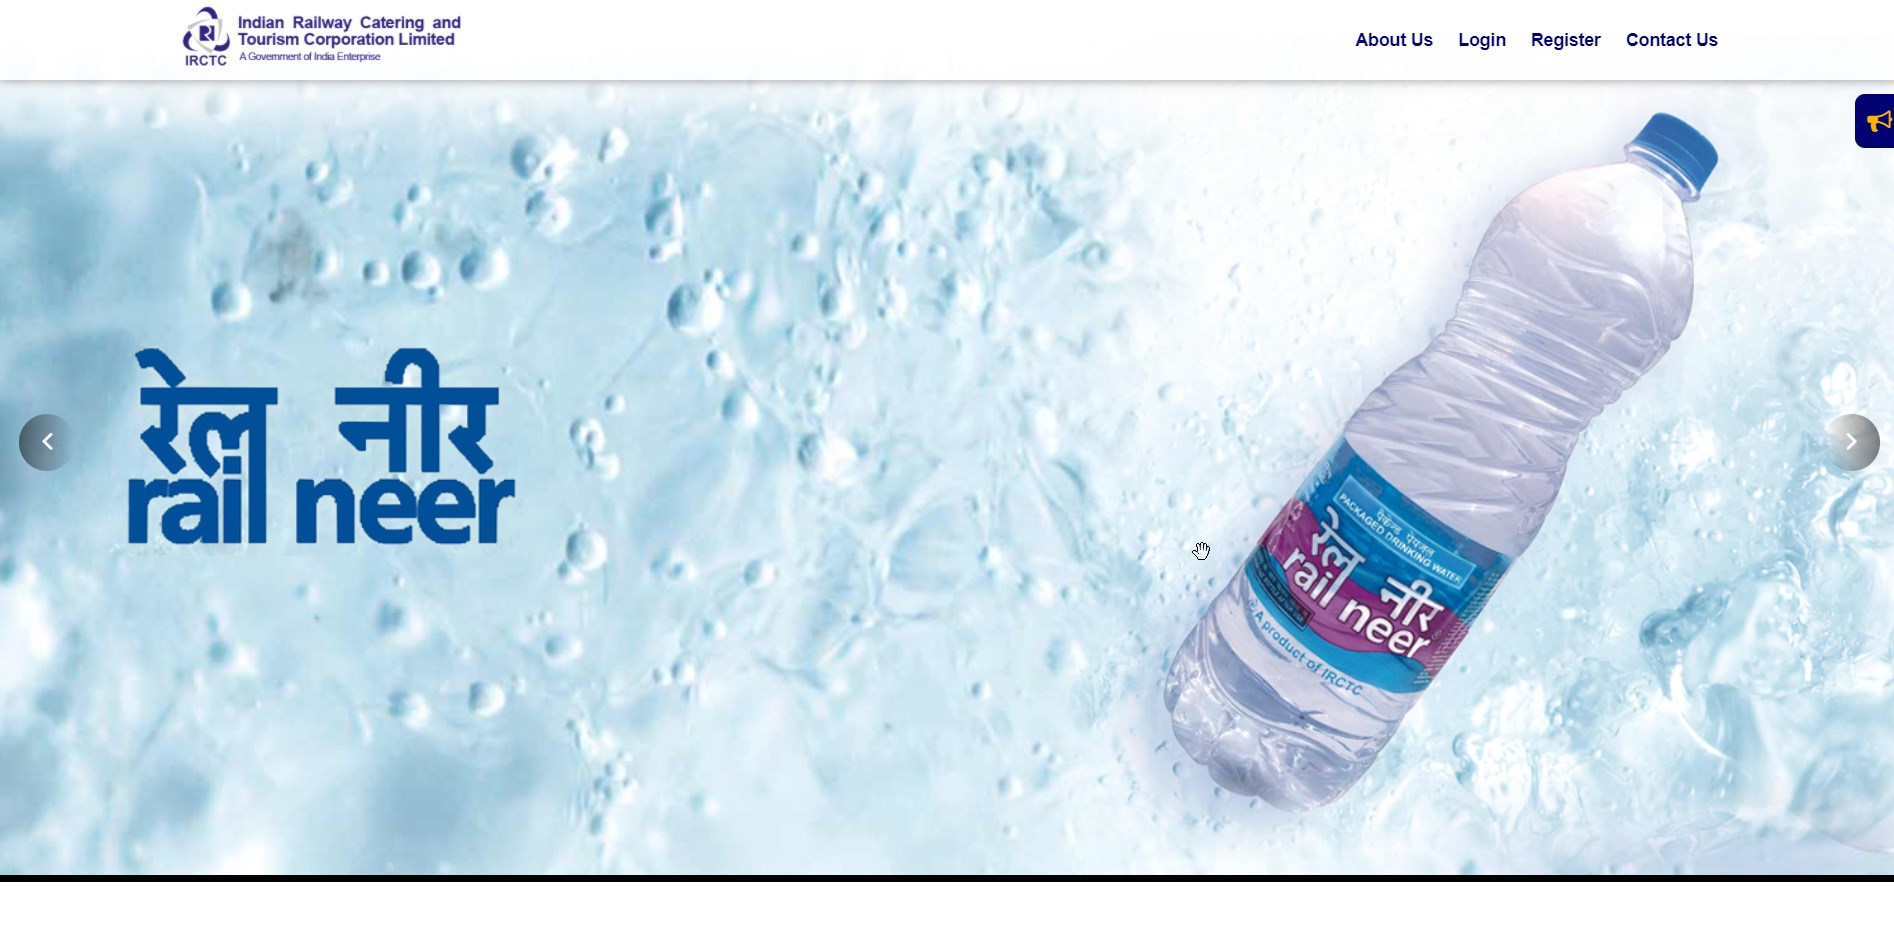 Indian Railway Catering and
Tourism Corporation Limited
A Government of India Enterprise
IRCTC
About Us
Login
Register
Contact Us
रेल नीर
rail neer
पैकेज्ड पेयजल
PACKAGED DRINKING WATER
रेल नीर
rail neer
A product of IRCTC